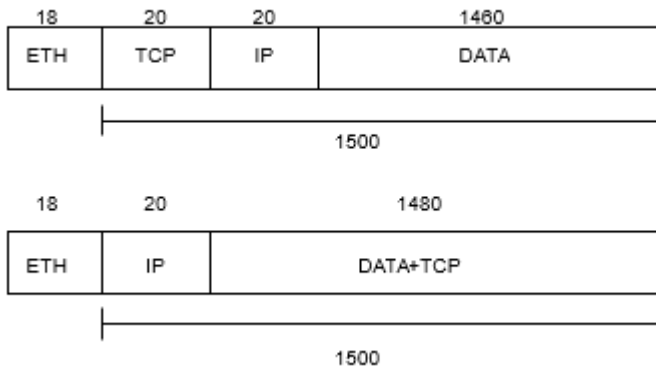 18 20 20 1460
ETH TCP IP DATA
1500
18 20 1480
ETH IP DATA+TCP
1500